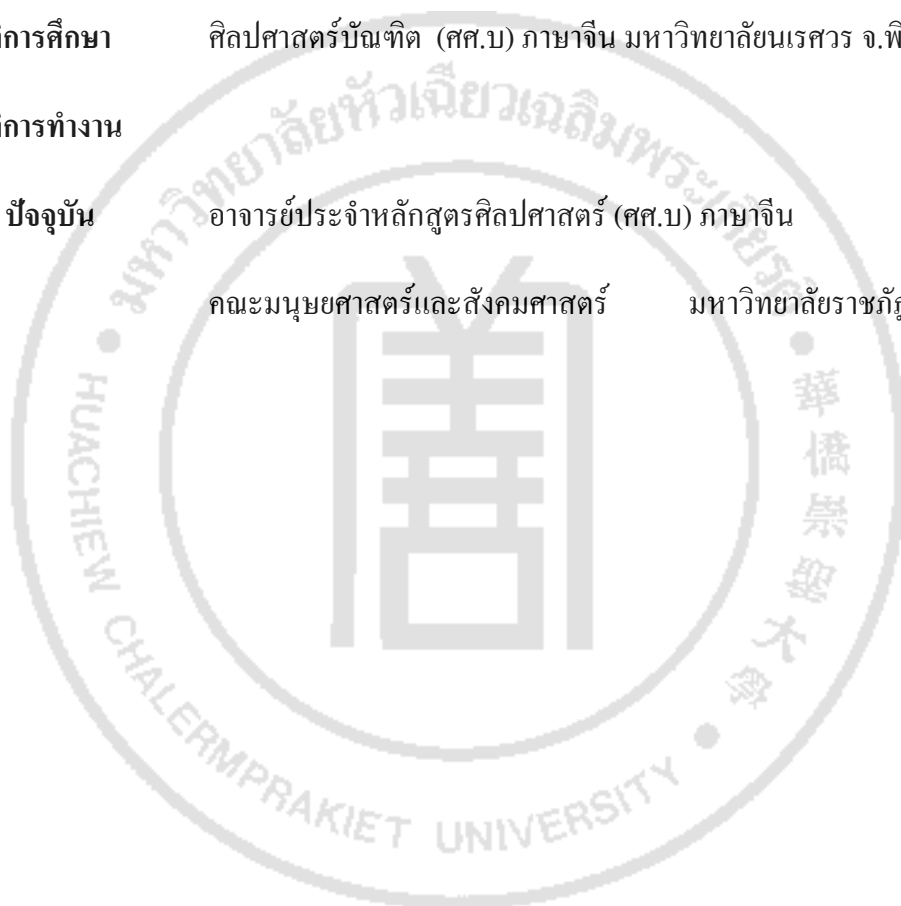 การศึกษา ศิลปศาสตร์บัณฑิต (ศศ.บ) ภาษาจีน มหาวิทยาลัยนเรศวร จ.พิ
การทำงาน
ปัจจุบัน อาจารย์ประจำหลักสูตรศิลปศาสตร์ (ศศ.บ) ภาษาจีน
คณะมนุษยศาสตร์และสังคมศาสตร์ มหาวิทยาลัยราชภัฏ
มหาวิทยาลัยหัวเฉียวเฉลิมพระเกียรติ
華僑崇聖大學
HUACHIEW CHALERMPRAKIET UNIVERSITY